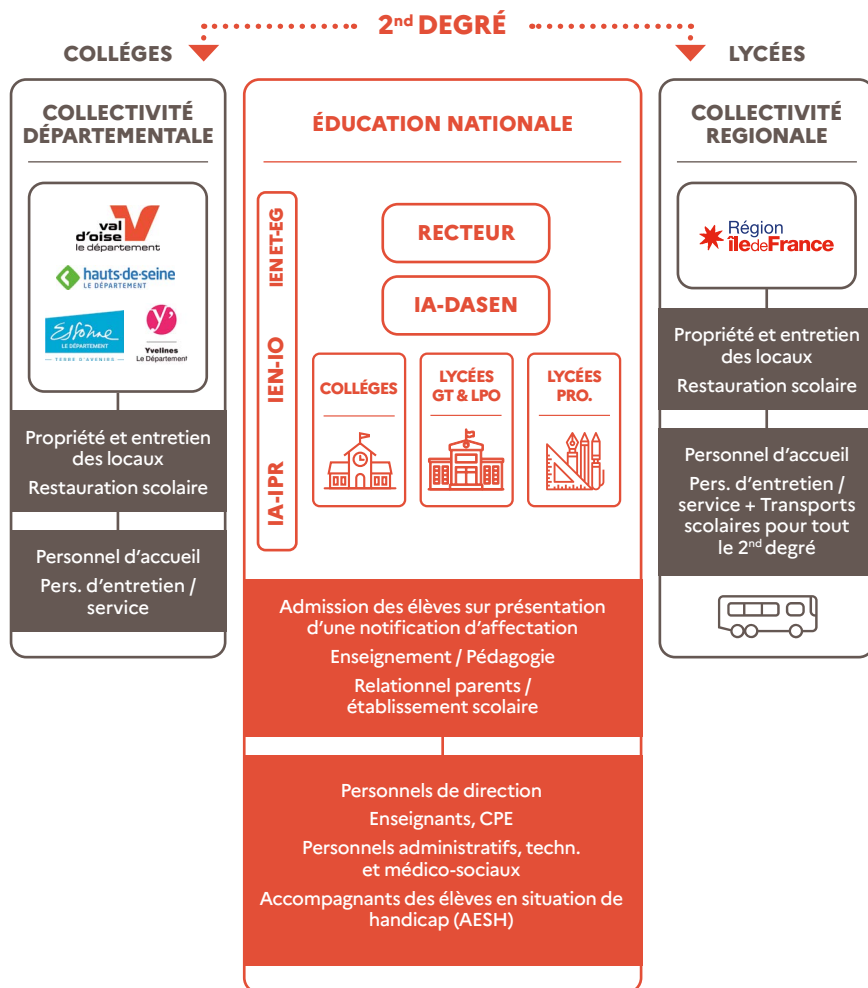 2nd DEGRÉ
COLLÉGES
COLLECTIVITÉ
DÉPARTEMENTALE
val
d'oise
le département
hauts-de-seine
LE DÉPARTEMENT
Essonne
LE DÉPARTEMENT
TERRE D'AVENIRS
y'
Yvelines
Le Département
Propriété et entretien
des locaux
Restauration scolaire
Personnel d'accueil
Pers. d'entretien /
service
ÉDUCATION NATIONALE
IEN ET-EG
IEN-IO
IA-IPR
RECTEUR
IA-DASEN
COLLÉGES
LYCÉES
GT & LPO
LYCÉES
PRO.
Admission des élèves sur présentation
d'une notification d'affectation
Enseignement / Pédagogie
Relationnel parents /
établissement scolaire
Personnels de direction
Enseignants, CPE
Personnels administratifs, techn.
et médico-sociaux
Accompagnants des élèves en situation de
handicap (AESH)
LYCÉES
COLLECTIVITÉ
REGIONALE
Région
îledeFrance
Propriété et entretien
des locaux
Restauration scolaire
Personnel d'accueil
Pers. d'entretien /
service + Transports
scolaires pour tout
le 2nd degré